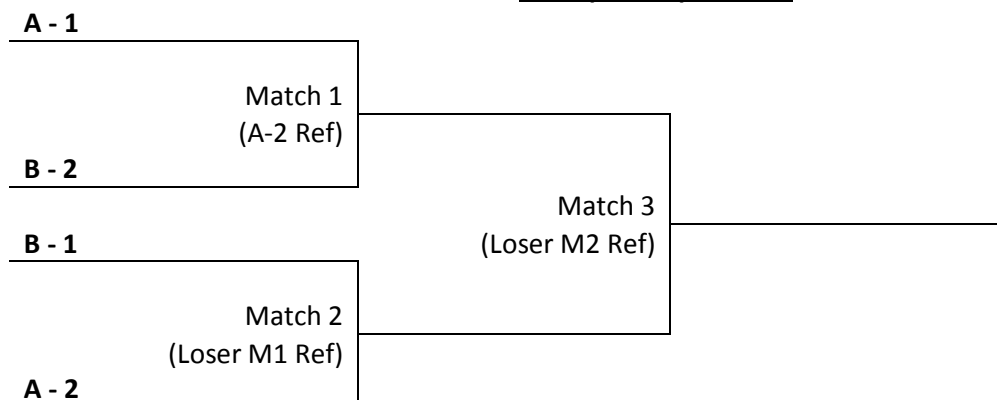 A - 1
Match 1
(A-2 Ref)
B - 2
Match 3
(Loser M2 Ref)
B - 1
Match 2
(Loser M1 Ref)
A - 2